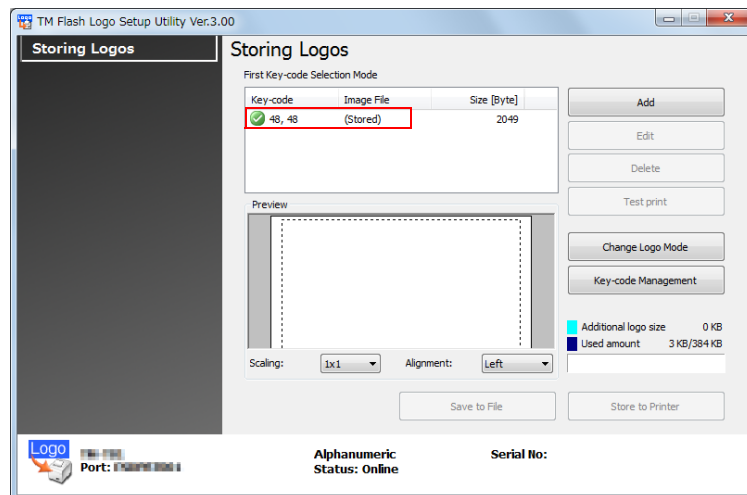 TM Flash Logo Setup Utility Ver.3.00
Storing Logos
Storing Logos
First Key-code Selection Mode
Key-code Image File Size [Byte]
48, 48 (Stored) 2049
Add
Edit
Delete
Test print
Preview
Change Logo Mode
Key-code Management
Additional logo size 0 KB
Used amount 3 KB/384 KB
Scaling: 1x1 Alignment: Left
Save to File
Store to Printer
Logo
Port:
Alphanumeric
Status: Online
Serial No: